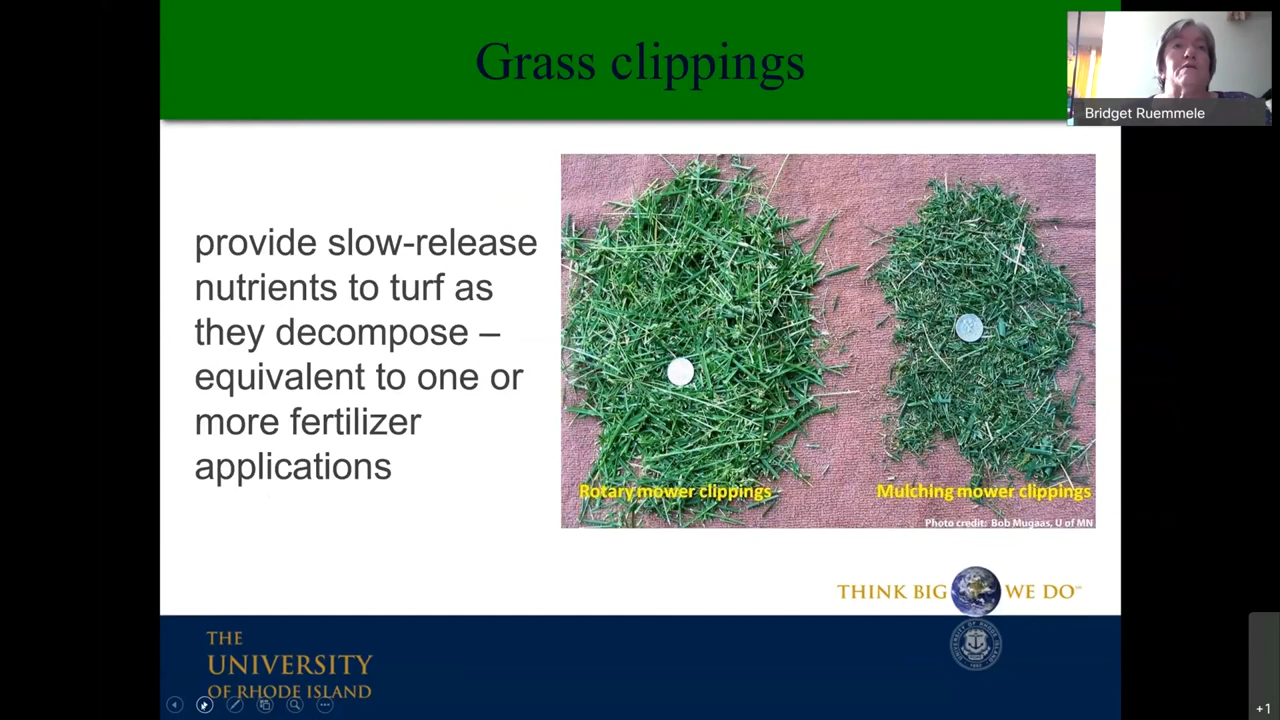 Grass clippings
Bridget Ruemmele
provide slow-release
nutrients to turf as
they decompose –
equivalent to one or
more fertilizer
applications
Rotary mower clippings
Mulching mower clippings
Photo credit: Bob Mugaas, U of MN
THINK BIG WE DO
THE
UNIVERSITY
OF RHODE ISLAND
+1